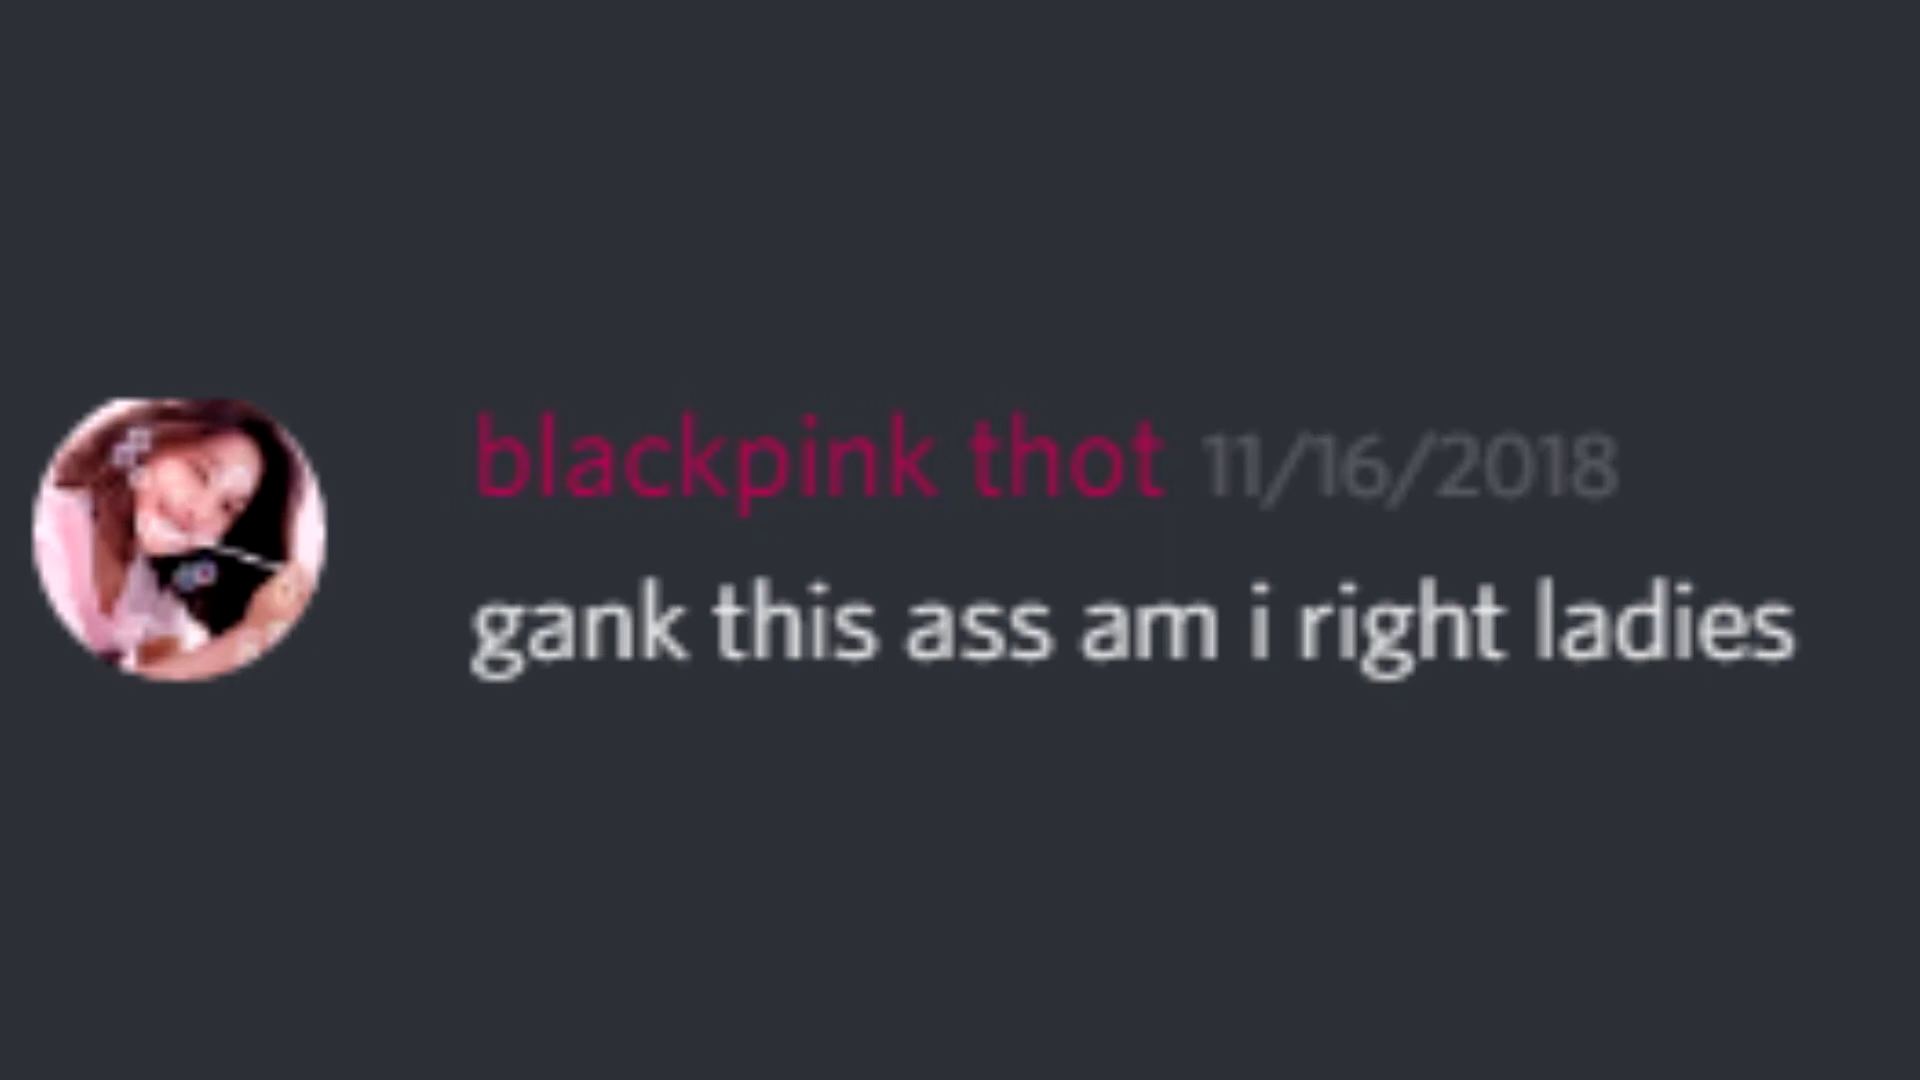 blackpink thot 11/16/2018
gank this ass am i right ladies